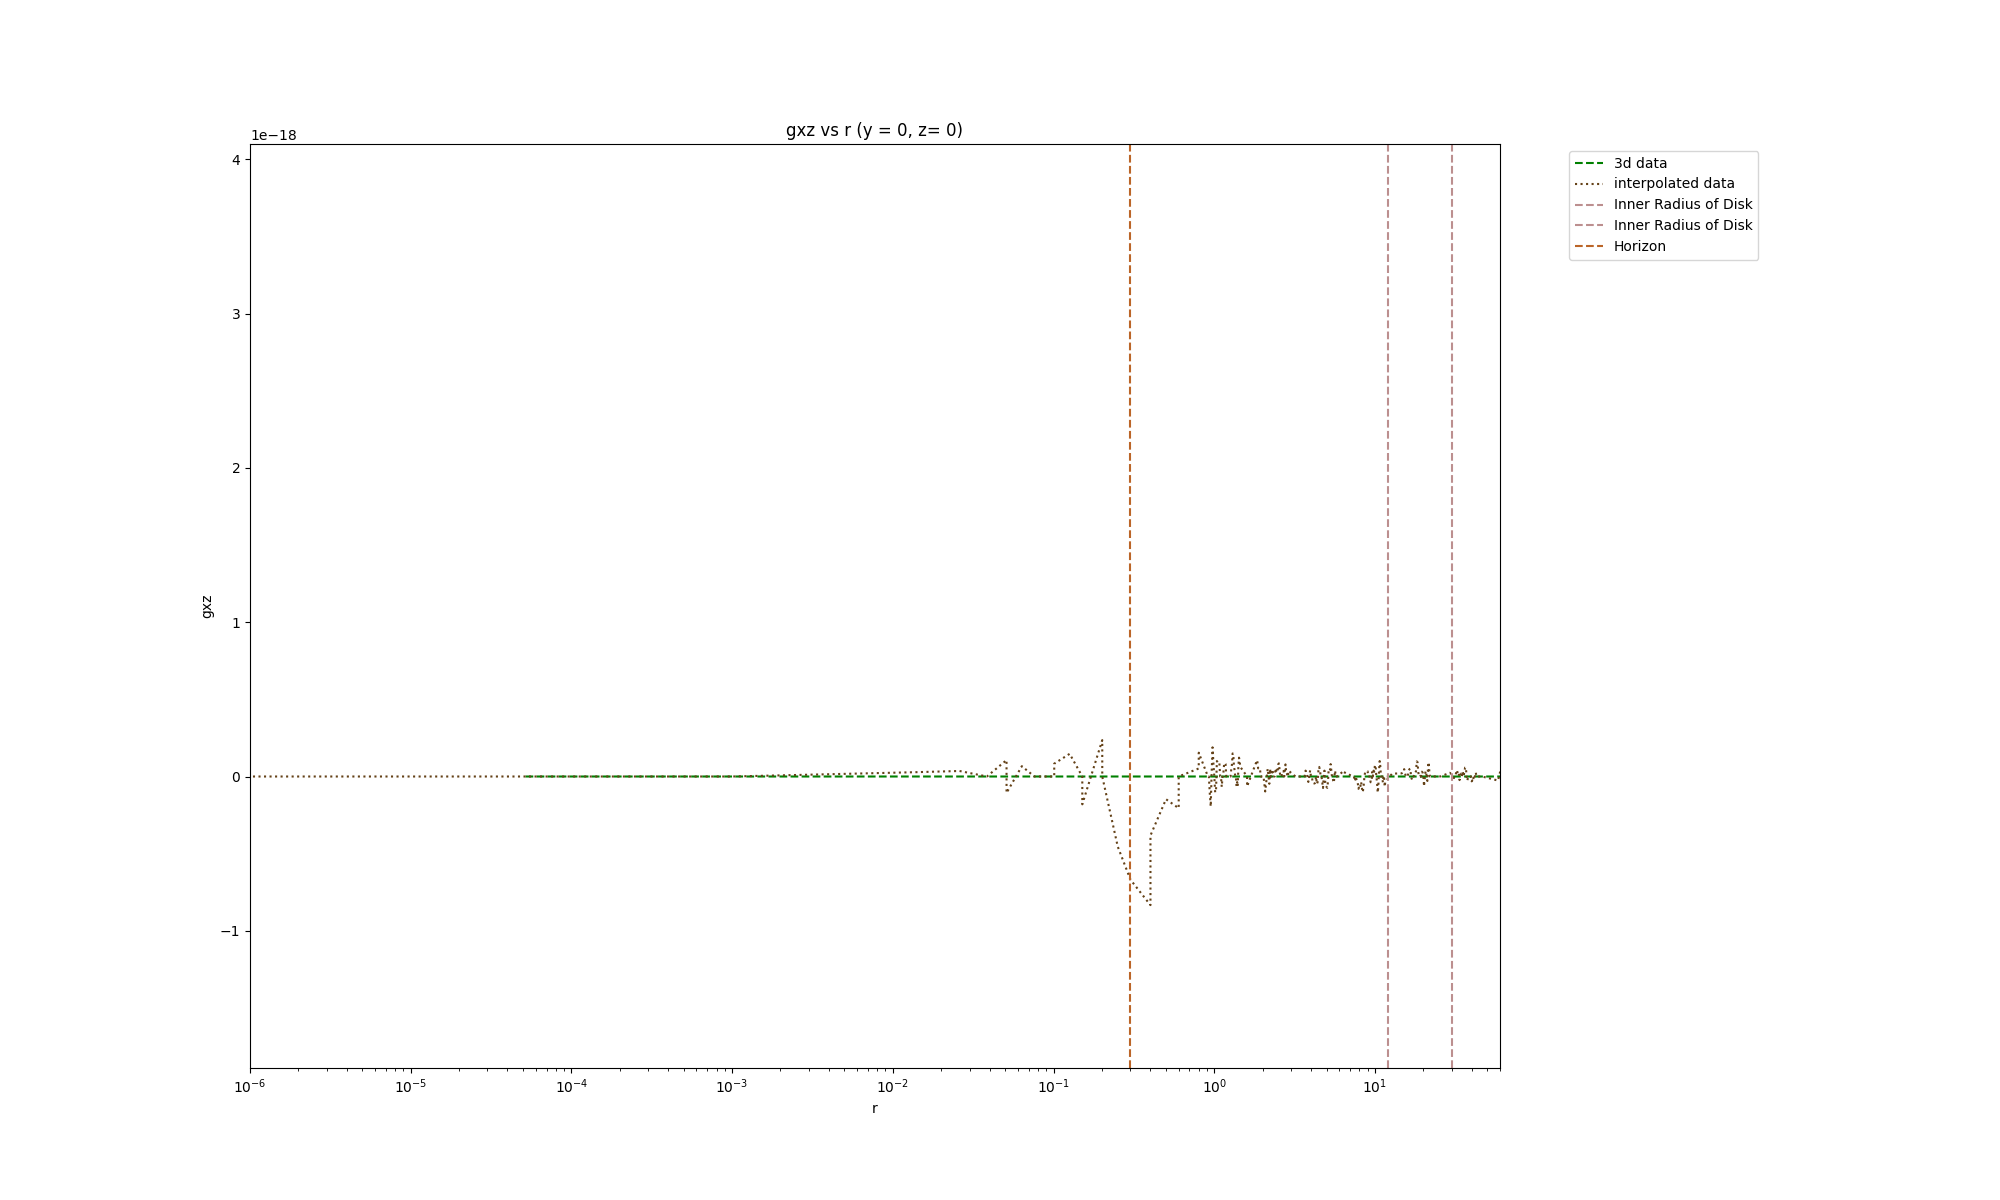 gxz vs r (y = 0, z= 0)
1e−18
4
3
2
1
0
−1
gxz
10⁻⁶
10⁻⁵
10⁻⁴
10⁻³
10⁻²
10⁻¹
10⁰
10¹
r
3d data
interpolated data
Inner Radius of Disk
Inner Radius of Disk
Horizon